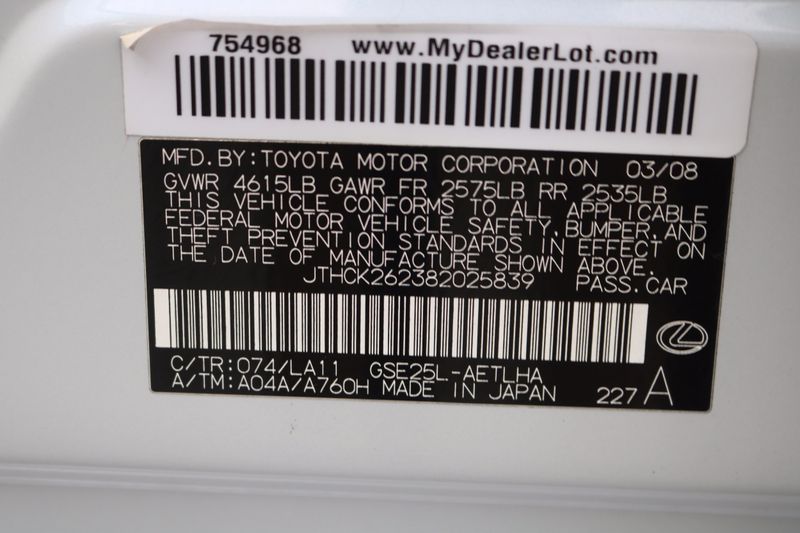 754968 www.MyDealerLot.com
MFD. BY: TOYOTA MOTOR CORPORATION 03/08
GVWR 4615LB GAWR FR 2575LB RR 2535LB
THIS VEHICLE CONFORMS TO ALL APPLICABLE
FEDERAL MOTOR VEHICLE SAFETY, BUMPER, AND
THEFT PREVENTION STANDARDS IN EFFECT ON
THE DATE OF MANUFACTURE SHOWN ABOVE.
JTHCK262382025839 PASS. CAR
C/TR: 074/LA11 GSE25L-AETLHA
A/TM: A04A/A760H MADE IN JAPAN 227 A